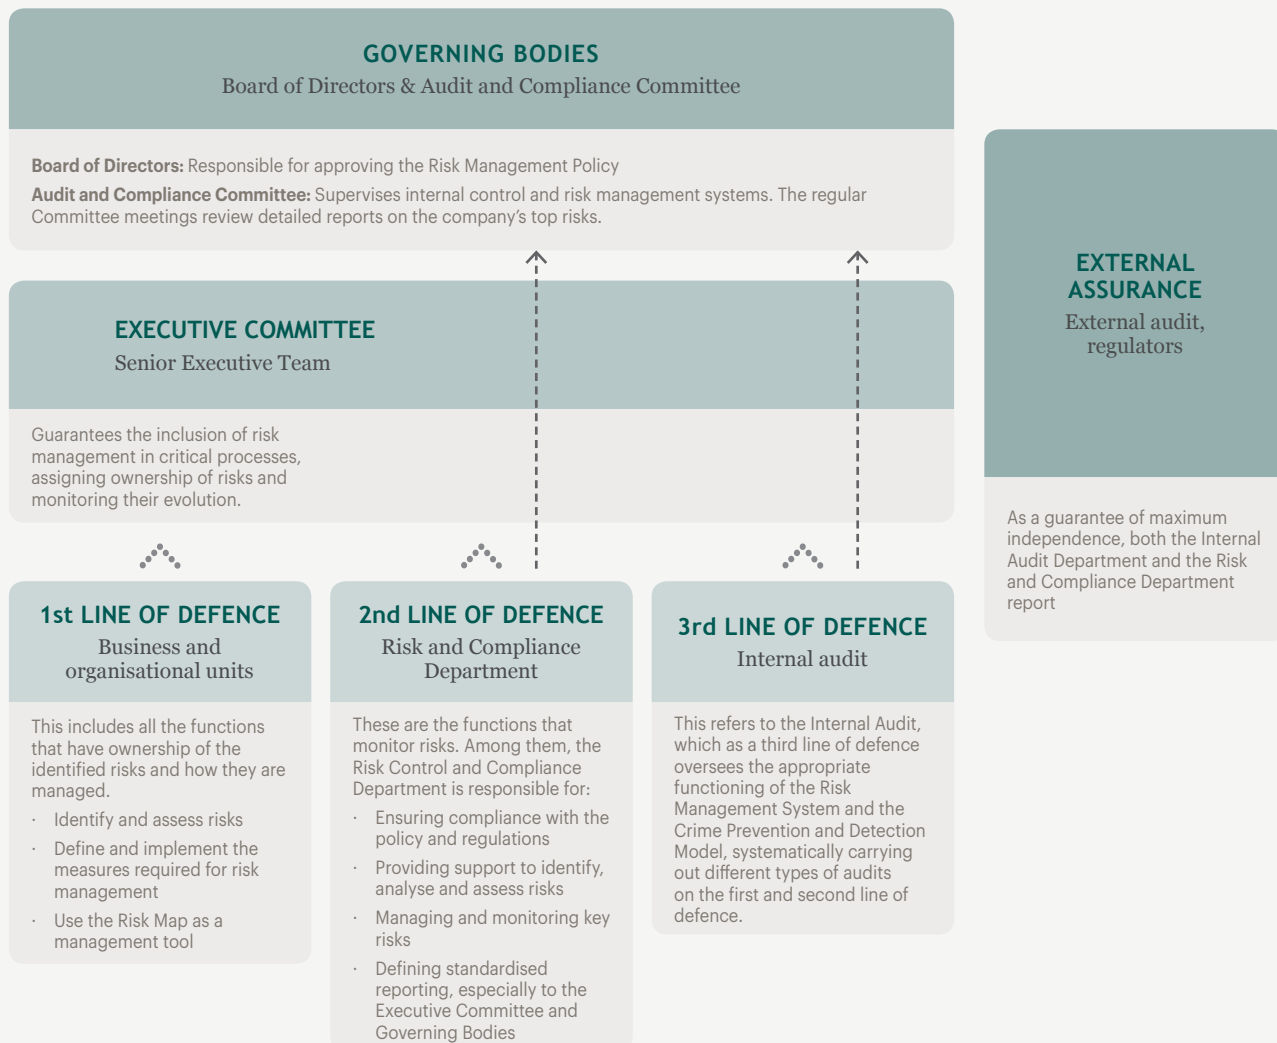 GOVERNING BODIES
Board of Directors & Audit and Compliance Committee
Board of Directors: Responsible for approving the Risk Management Policy
Audit and Compliance Committee: Supervises internal control and risk management systems. The regular
Committee meetings review detailed reports on the company's top risks.
EXECUTIVE COMMITTEE
Senior Executive Team
Guarantees the inclusion of risk
management in critical processes,
assigning ownership of risks and
monitoring their evolution.
1st LINE OF DEFENCE
Business and
organisational units
This includes all the functions
that have ownership of the
identified risks and how they are
managed.
· Identify and assess risks
· Define and implement the
measures required for risk
management
· Use the Risk Map as a
management tool
2nd LINE OF DEFENCE
Risk and Compliance
Department
These are the functions that
monitor risks. Among them, the
Risk Control and Compliance
Department is responsible for:
· Ensuring compliance with the
policy and regulations
· Providing support to identify,
analyse and assess risks
· Managing and monitoring key
risks
· Defining standardised
reporting, especially to the
Executive Committee and
Governing Bodies
3rd LINE OF DEFENCE
Internal audit
This refers to the Internal Audit,
which as a third line of defence
oversees the appropriate
functioning of the Risk
Management System and the
Crime Prevention and Detection
Model, systematically carrying
out different types of audits
on the first and second line of
defence.
EXTERNAL
ASSURANCE
External audit,
regulators
As a guarantee of maximum
independence, both the Internal
Audit Department and the Risk
and Compliance Department
report